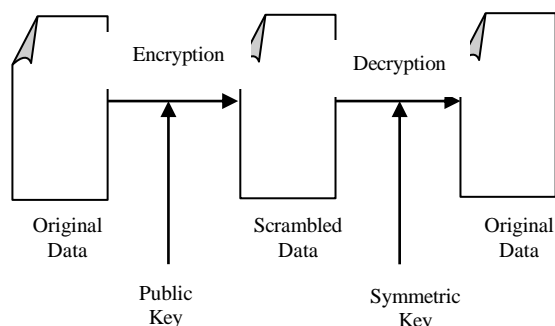 Encryption
Decryption
Original
Data
Scrambled
Data
Original
Data
Public
Key
Symmetric
Key